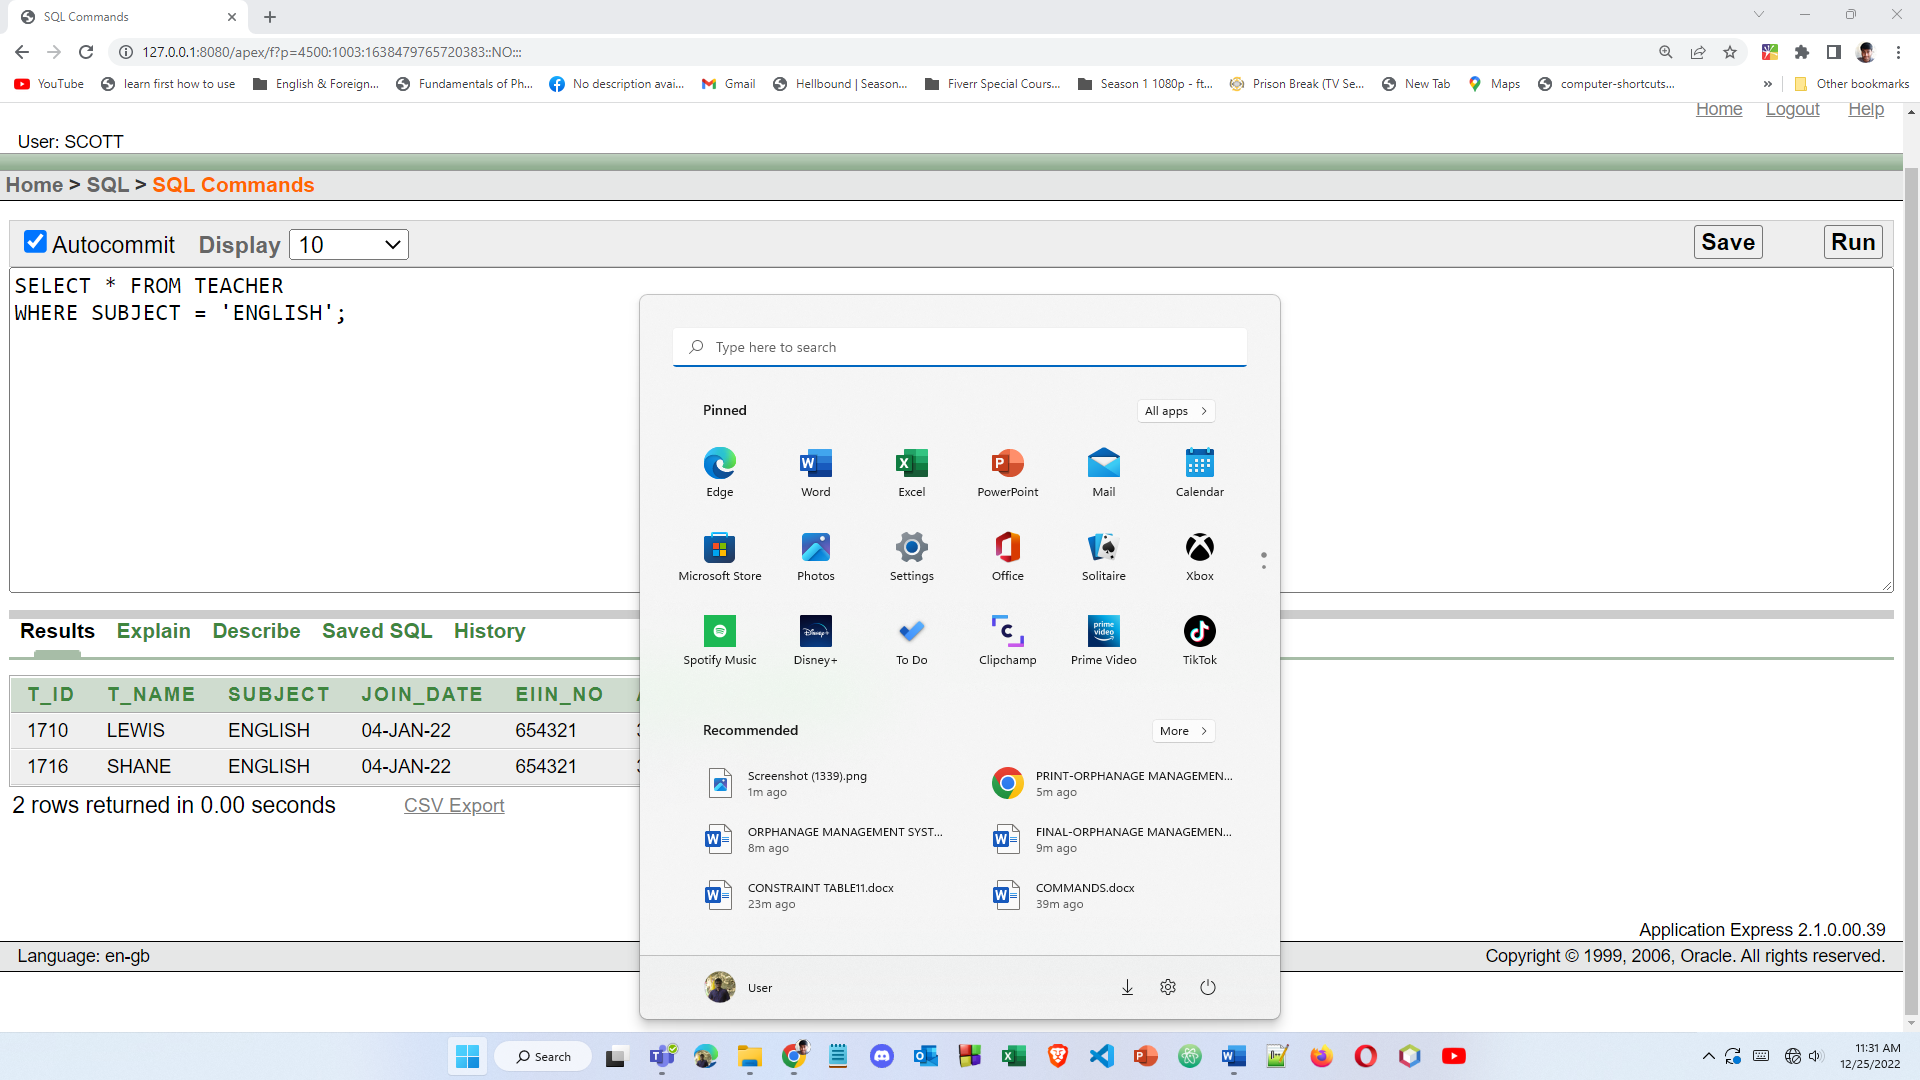 SQL Commands
127.0.0.1:8080/apex/f?p=4500:1003:1638479765720383::NO:::
YouTube learn first how to use English & Foreign... Fundamentals of Ph... No description avai... Gmail Hellbound | Season... Fiverr Special Cours... Season 1 1080p - ft... Prison Break (TV Se... New Tab Maps computer-shortcuts... » Other bookmarks
Home Logout Help
User: SCOTT
Home > SQL > SQL Commands
Autocommit Display 10 Save Run
SELECT * FROM TEACHER
WHERE SUBJECT = 'ENGLISH';
Type here to search
Pinned All apps >
Edge Word Excel PowerPoint Mail Calendar
Microsoft Store Photos Settings Office Solitaire Xbox
Spotify Music Disney+ To Do Clipchamp Prime Video TikTok
Results Explain Describe Saved SQL History
T_ID T_NAME SUBJECT JOIN_DATE EIIN_NO
1710 LEWIS ENGLISH 04-JAN-22 654321
1716 SHANE ENGLISH 04-JAN-22 654321
2 rows returned in 0.00 seconds CSV Export
Recommended More >
Screenshot (1339).png
1m ago
PRINT-ORPHANAGE MANAGEMEN...
5m ago
ORPHANAGE MANAGEMENT SYST...
8m ago
FINAL-ORPHANAGE MANAGEMEN...
9m ago
CONSTRAINT TABLE11.docx
23m ago
COMMANDS.docx
39m ago
Application Express 2.1.0.00.39
Language: en-gb
Copyright © 1999, 2006, Oracle. All rights reserved.
User
Search
11:31 AM
12/25/2022